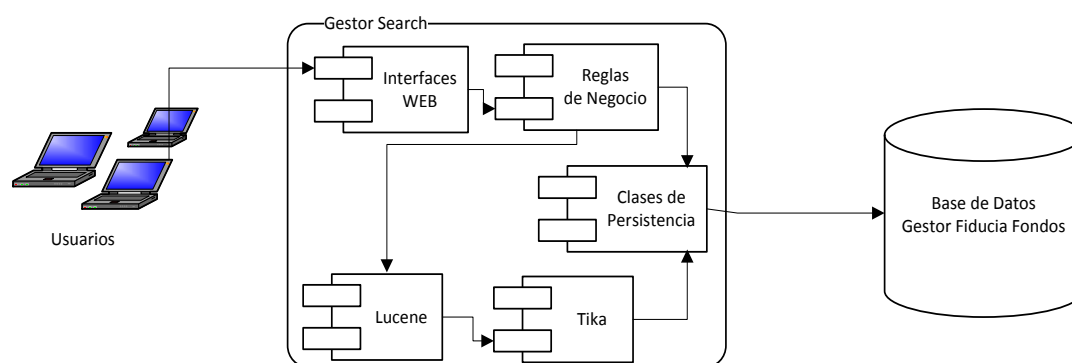 Gestor Search
Interfaces
WEB
Reglas
de Negocio
Clases de
Persistencia
Base de Datos
Gestor Fiducia Fondos
Usuarios
Lucene
Tika